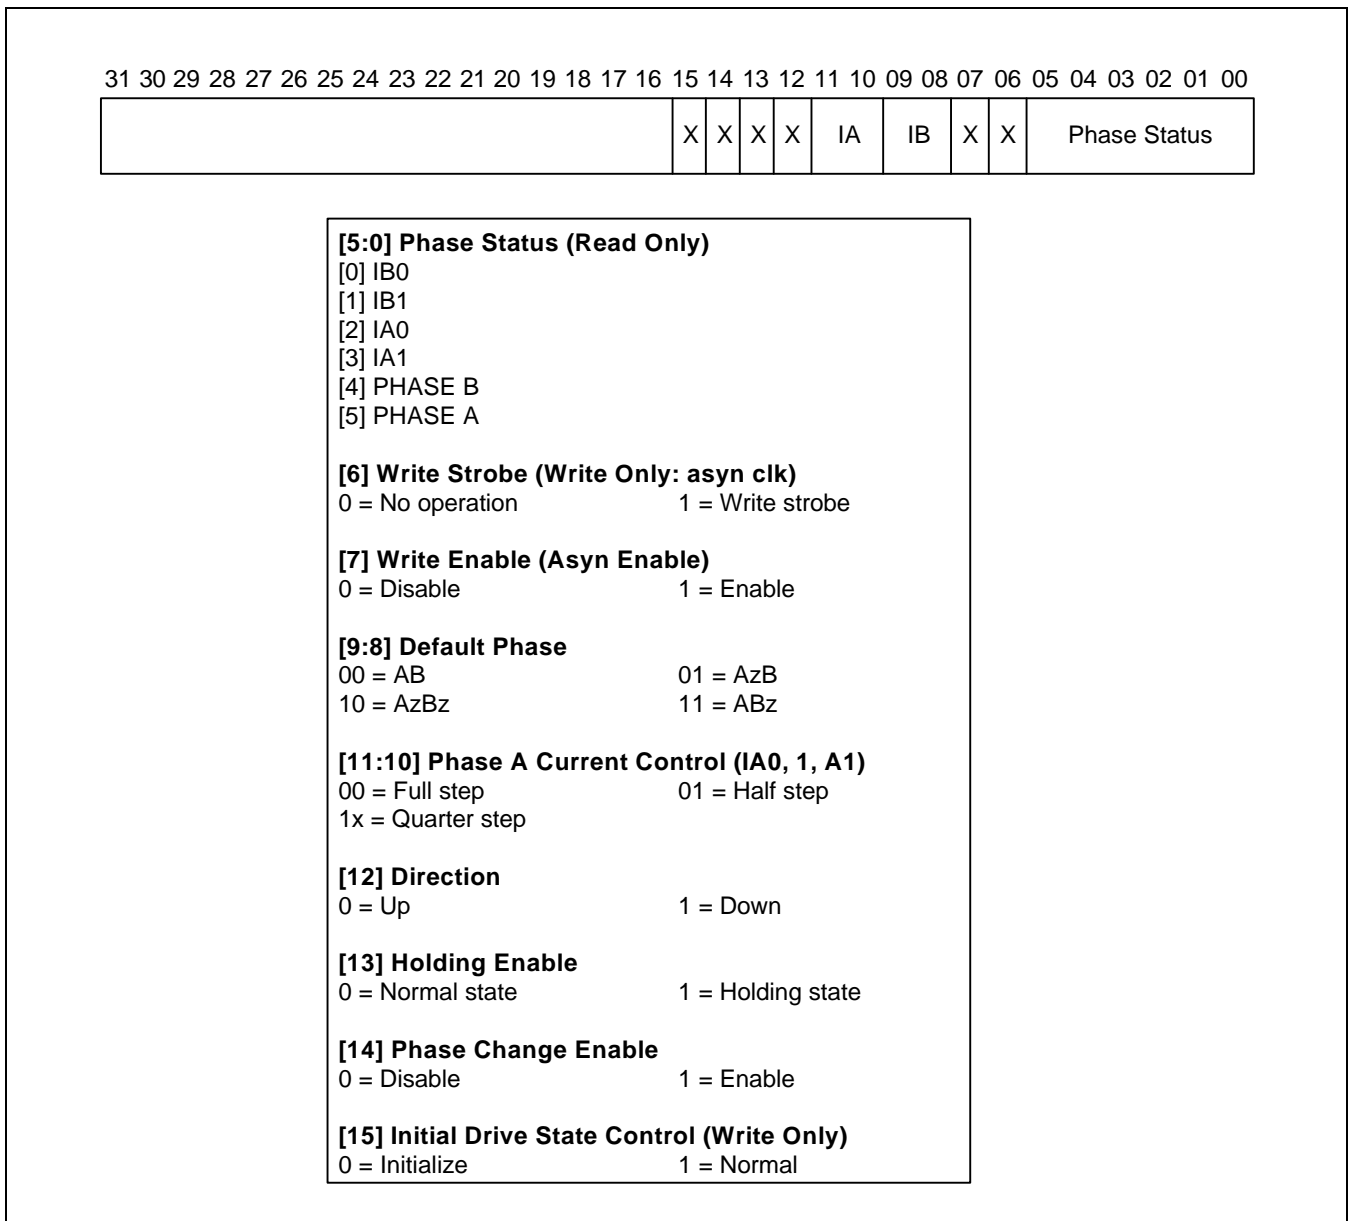 31 30 29 28 27 26 25 24 23 22 21 20 19 18 17 16 15 14 13 12 11 10 09 08 07 06 05 04 03 02 01 00
X X X X IA IB X X Phase Status
[5:0] Phase Status (Read Only)
[0] IB0
[1] IB1
[2] IA0
[3] IA1
[4] PHASE B
[5] PHASE A
[6] Write Strobe (Write Only: asyn clk)
0 = No operation 1 = Write strobe
[7] Write Enable (Asyn Enable)
0 = Disable 1 = Enable
[9:8] Default Phase
00 = AB 01 = AzB
10 = AzBz 11 = ABz
[11:10] Phase A Current Control (IA0, 1, A1)
00 = Full step 01 = Half step
1x = Quarter step
[12] Direction
0 = Up 1 = Down
[13] Holding Enable
0 = Normal state 1 = Holding state
[14] Phase Change Enable
0 = Disable 1 = Enable
[15] Initial Drive State Control (Write Only)
0 = Initialize 1 = Normal